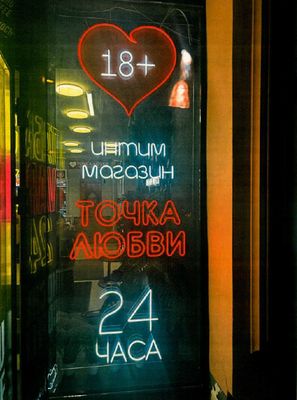 18+
интим
магазин
ТОЧКА
ЛЮБВИ
24
ЧАСА